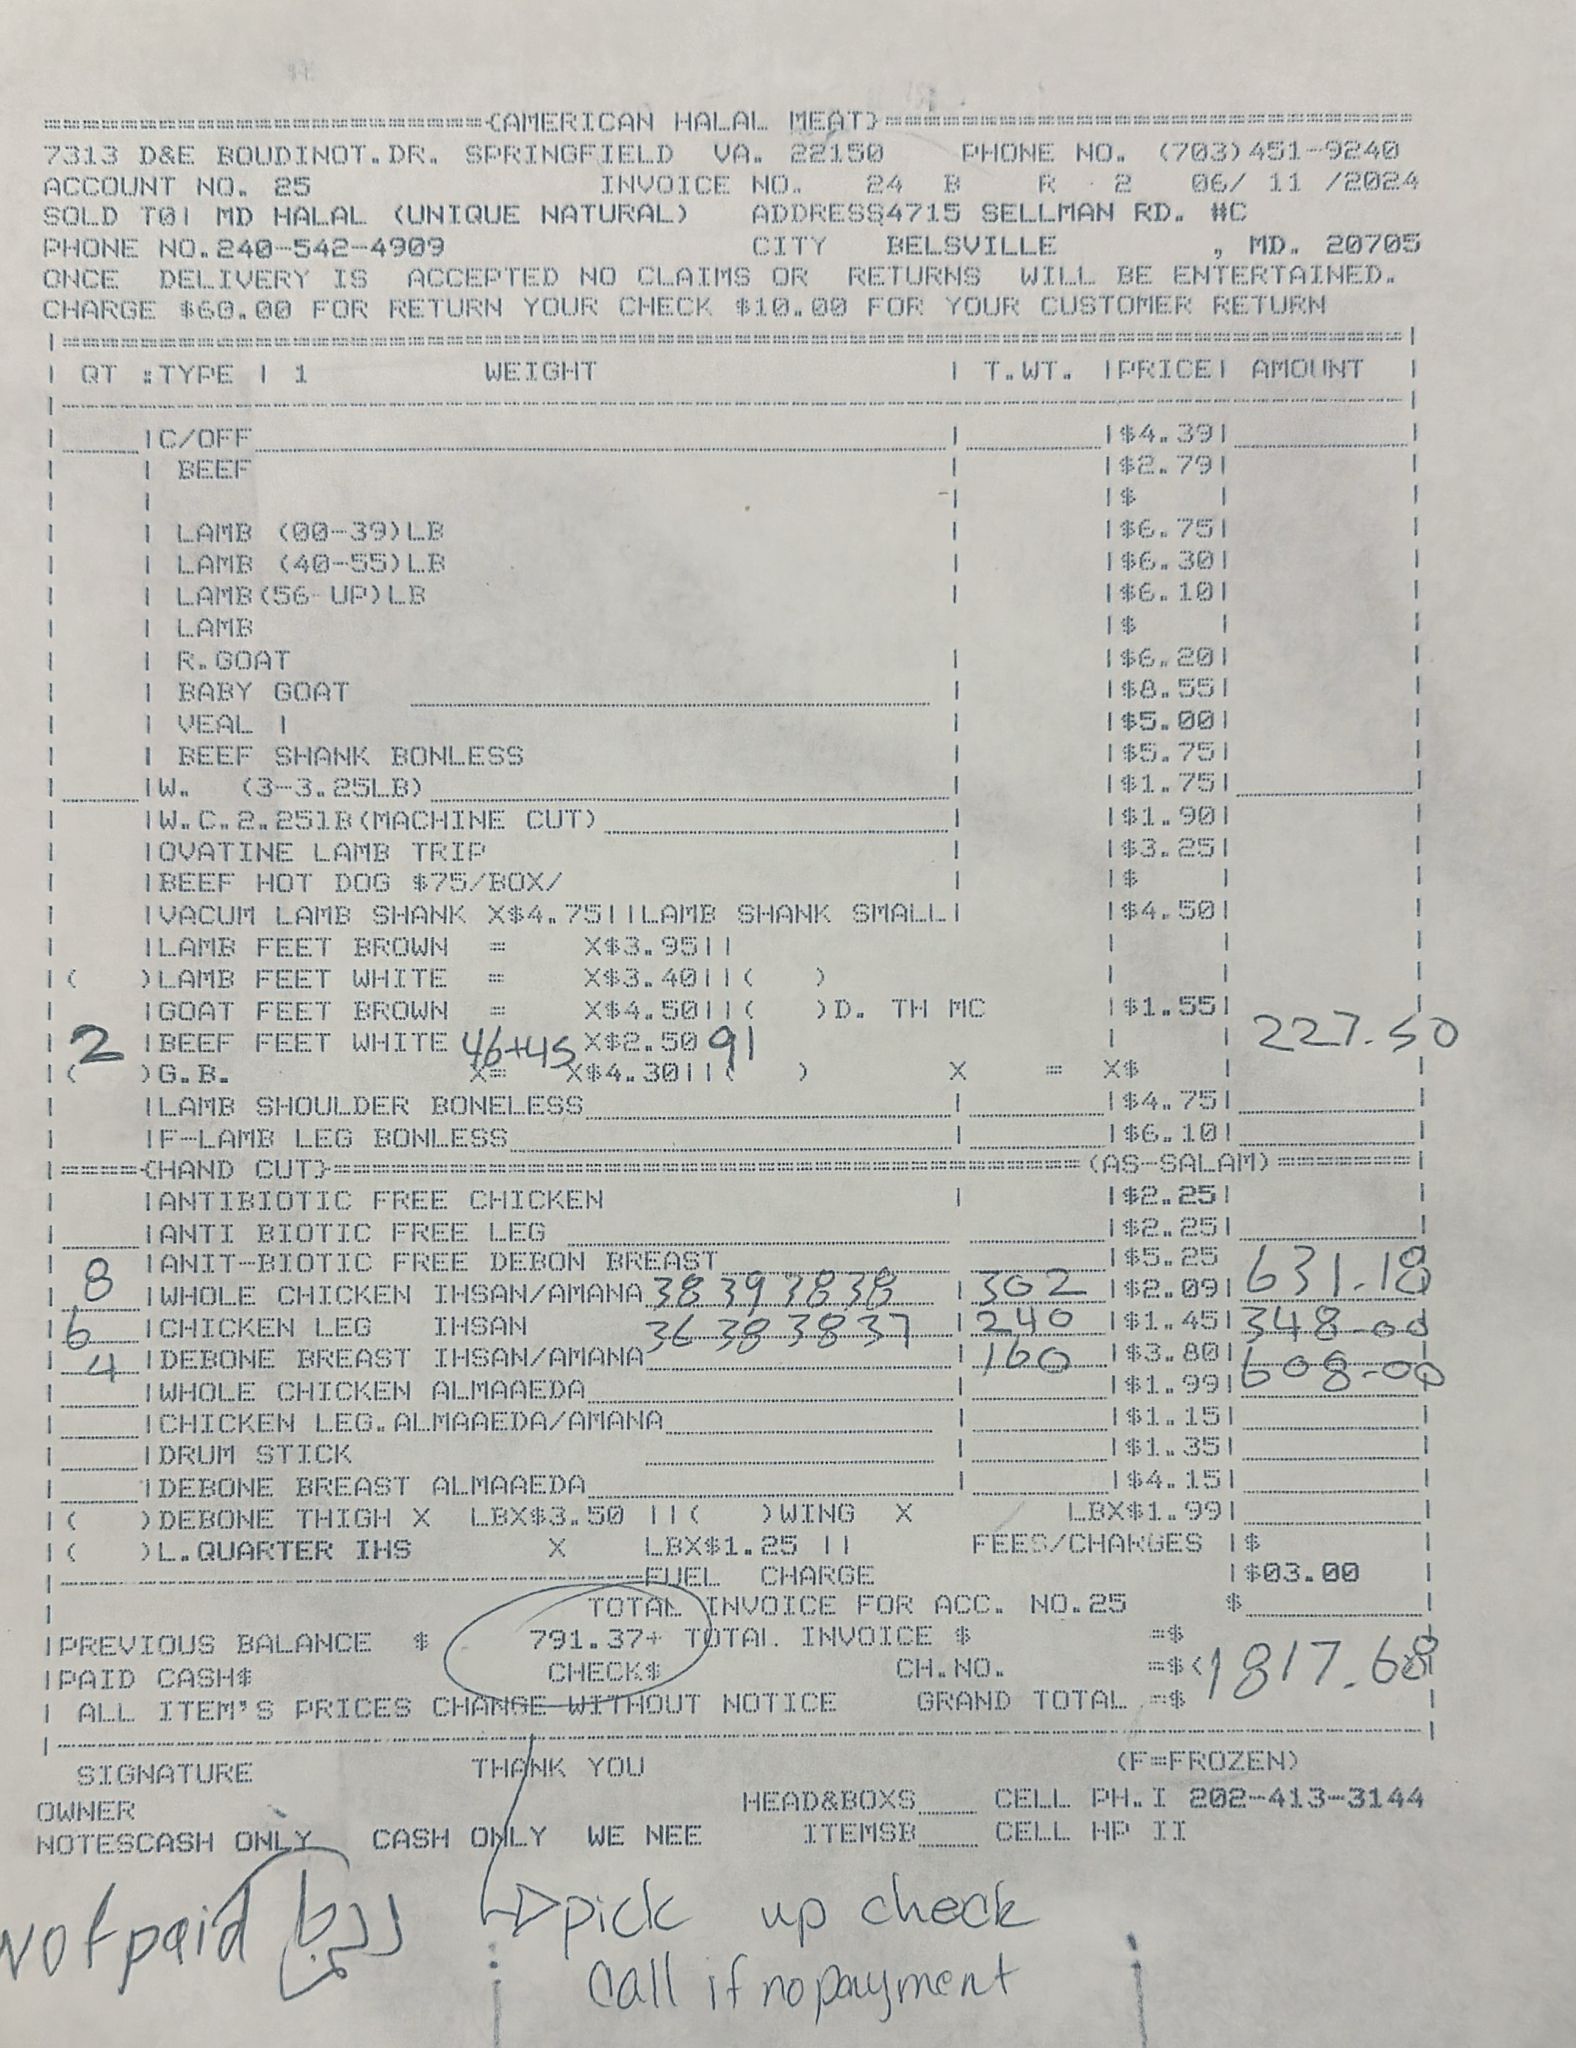 =======================(AMERICAN HALAL MEAT)===========================
7313 D&E BOUDINOT.DR. SPRINGFIELD VA. 22150 PHONE NO. (703)451-9240
ACCOUNT NO. 25 INVOICE NO. 24 B R 2 06/ 11 /2024
SOLD TO| MD HALAL (UNIQUE NATURAL) ADDRESS4715 SELLMAN RD. #C
PHONE NO.240-542-4909 CITY BELSVILLE , MD. 20705
ONCE DELIVERY IS ACCEPTED NO CLAIMS OR RETURNS WILL BE ENTERTAINED.
CHARGE $60.00 FOR RETURN YOUR CHECK $10.00 FOR YOUR CUSTOMER RETURN
| QT :TYPE | 1 WEIGHT | T.WT. |PRICE| AMOUNT |
|C/OFF | |$4.39|
| BEEF | |$2.79|
| | |$ |
| LAMB (00-39)LB | |$6.75|
| LAMB (40-55)LB | |$6.30|
| LAMB(56-UP)LB | |$6.10|
| LAMB |$ |
| R.GOAT | |$6.20|
| BABY GOAT | |$8.55|
| VEAL | | |$5.00|
| BEEF SHANK BONLESS | |$5.75|
|W. (3-3.25LB) | |$1.75|
|W.C.2.25lB(MACHINE CUT) | |$1.90|
|OVATINE LAMB TRIP | |$3.25|
|BEEF HOT DOG $75/BOX/ | |$ |
|VACUM LAMB SHANK X$4.75||LAMB SHANK SMALL| |$4.50|
|LAMB FEET BROWN = X$3.95||
|( )LAMB FEET WHITE = X$3.40||( )
|GOAT FEET BROWN = X$4.50||( )D. TH MC |$1.55|
2 |BEEF FEET WHITE 46+45 X$2.50 91 227.50
|( )G.B. X= X$4.30||( ) X = X$
|LAMB SHOULDER BONELESS | |$4.75|
|F-LAMB LEG BONLESS | |$6.10|
|====(HAND CUT)=======================================(AS-SALAM)=======|
|ANTIBIOTIC FREE CHICKEN | |$2.25|
|ANTI BIOTIC FREE LEG |$2.25|
|ANIT-BIOTIC FREE DEBON BREAST |$5.25
8 |WHOLE CHICKEN IHSAN/AMANA 38 39 38 38 | 302 |$2.09| 631.18
6 |CHICKEN LEG IHSAN 36 38 38 37 | 240 |$1.45| 348.00
4 |DEBONE BREAST IHSAN/AMANA | 160 |$3.80| 608.00
|WHOLE CHICKEN ALMAAEDA | |$1.99|
|CHICKEN LEG.ALMAAEDA/AMANA |$1.15|
|DRUM STICK |$1.35|
|DEBONE BREAST ALMAAEDA | |$4.15|
|( )DEBONE THIGH X LBX$3.50 ||( )WING X LBX$1.99|
|( )L.QUARTER IHS X LBX$1.25 || FEES/CHARGES |$
FUEL CHARGE |$03.00
TOTAL INVOICE FOR ACC. NO.25 $
|PREVIOUS BALANCE $ 791.37+ TOTAL INVOICE $ =$
|PAID CASH$ CHECK$ CH.NO. =$< 1817.68
| ALL ITEM'S PRICES CHANGE WITHOUT NOTICE GRAND TOTAL =$
SIGNATURE THANK YOU (F=FROZEN)
OWNER HEAD&BOXS CELL PH.I 202-413-3144
NOTESCASH ONLY CASH ONLY WE NEE ITEMSB CELL HP II
Not paid
pick up check
Call if no payment